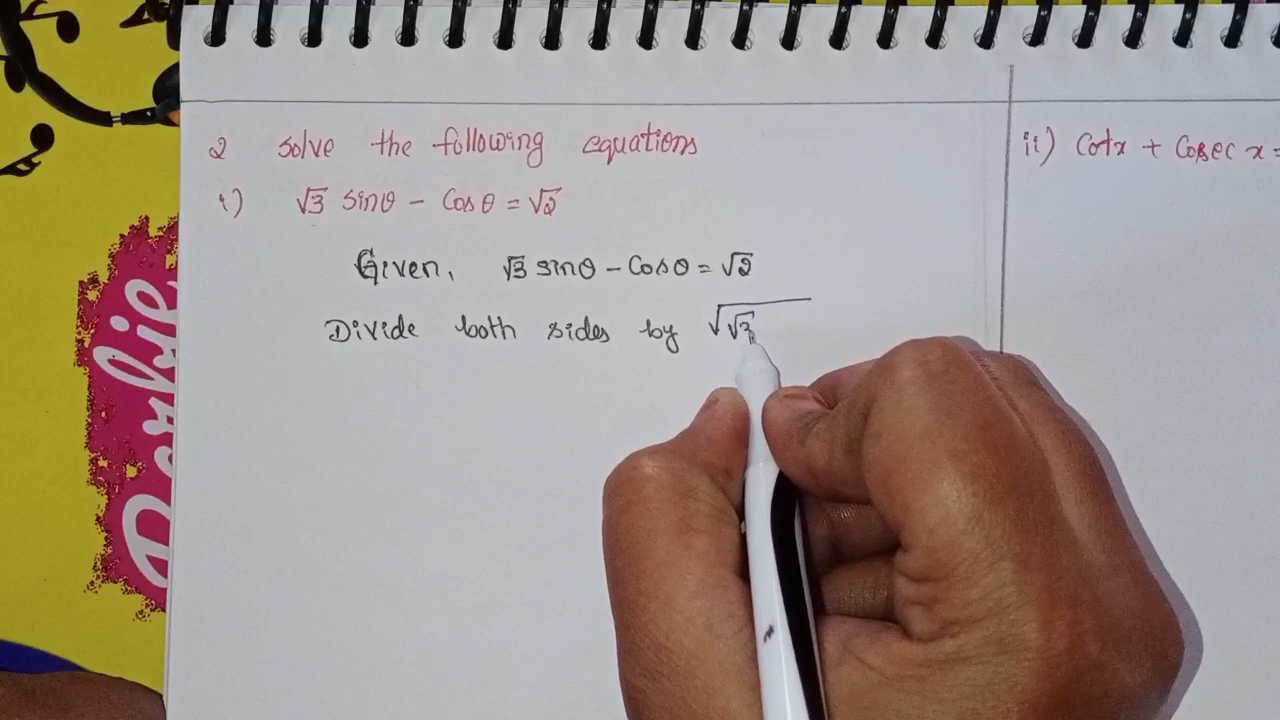 2 Solve the following equations
i) √3 sinθ - Cosθ = √2
Given, √3 sinθ - Cosθ = √2
Divide both sides by √√3
ii) Cotx + Cosec x =